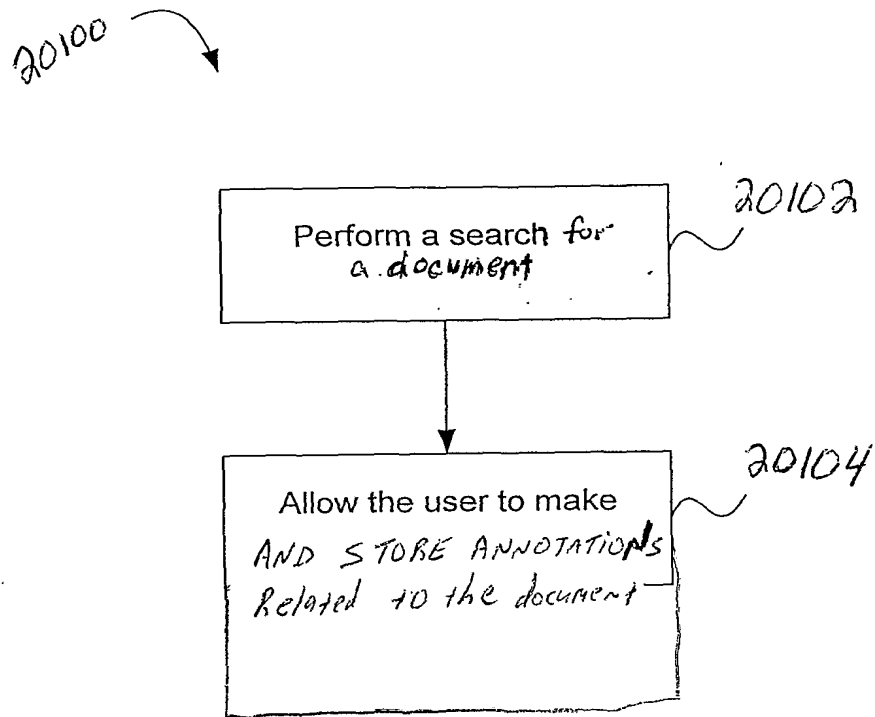 20100
20102
Perform a search for
a document
20104
Allow the user to make
AND STORE ANNOTATIONS
Related to the document